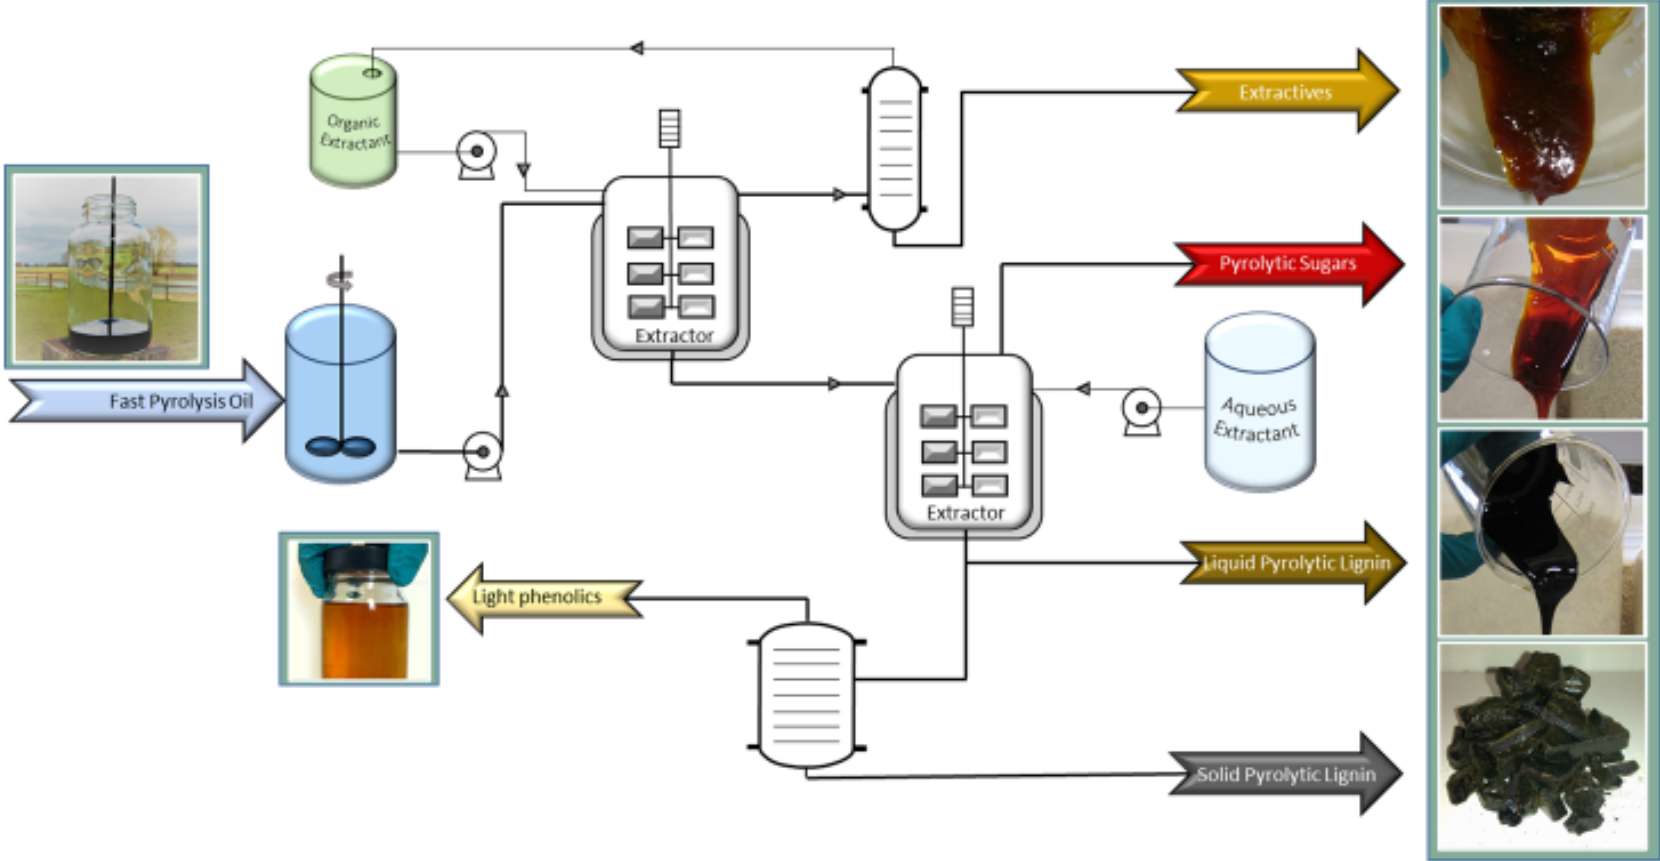 Organic
Extractant
Extractives
Pyrolytic Sugars
Extractor
Fast Pyrolysis Oil
Aqueous
Extractant
Extractor
Liquid Pyrolytic Lignin
Light phenolics
Solid Pyrolytic Lignin